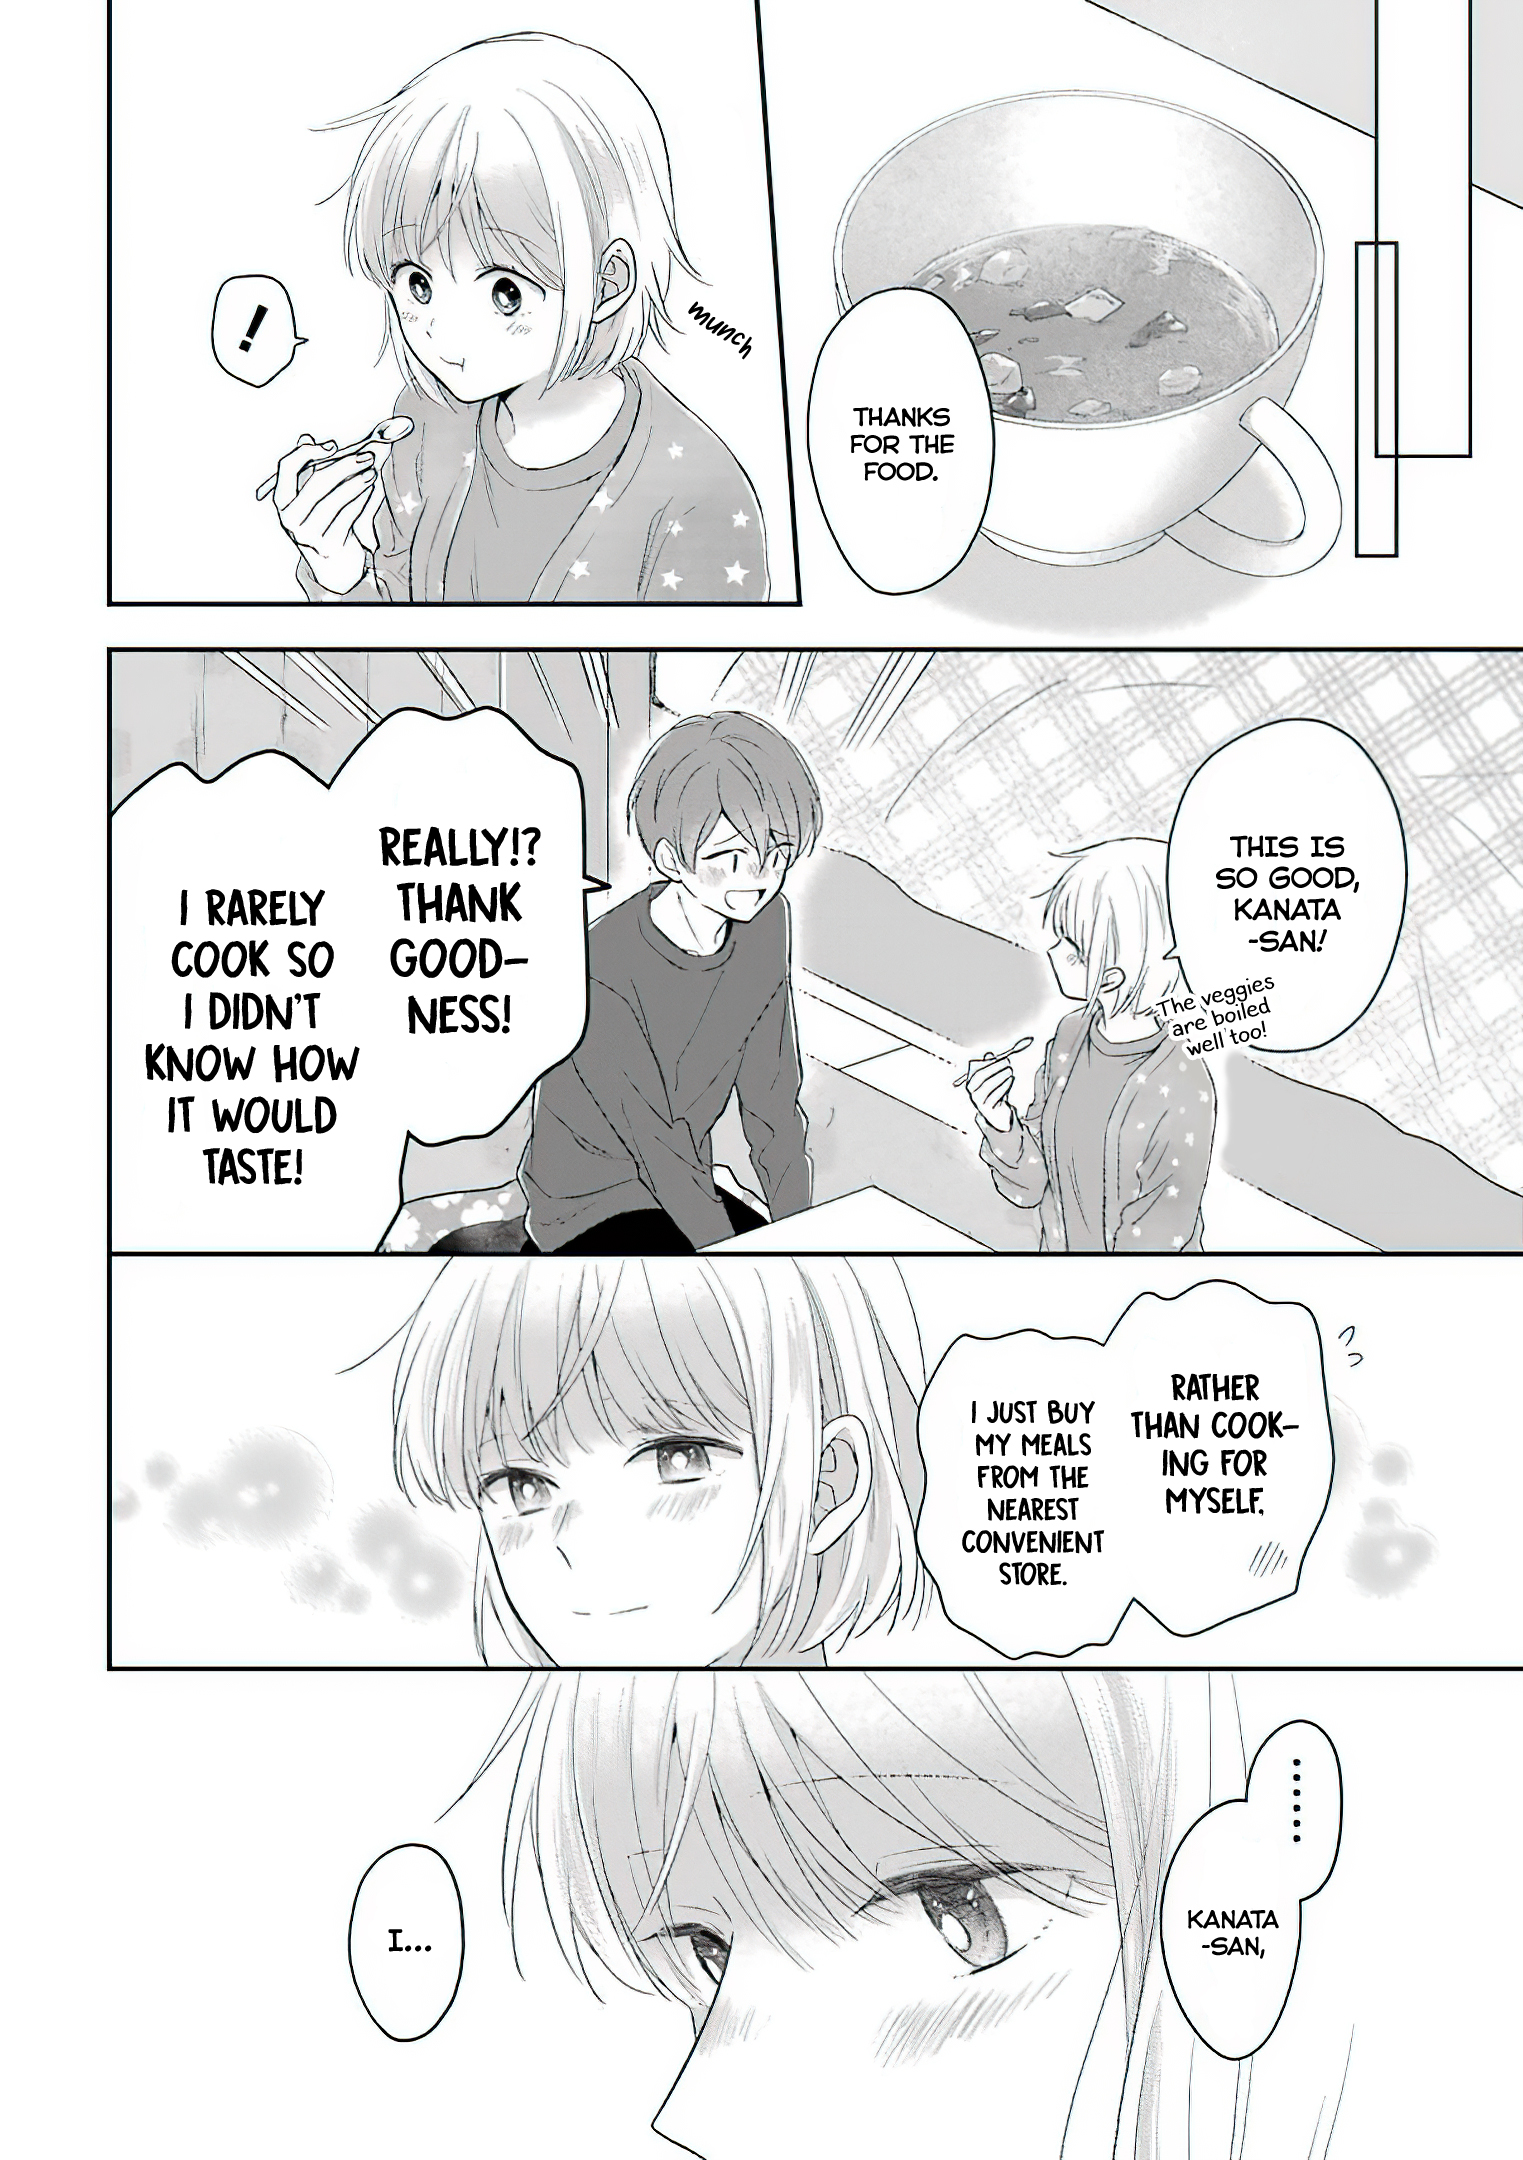 THANKS
FOR THE
FOOD.
munch
!
THIS IS
SO GOOD,
KANATA
-SAN!
The veggies
are boiled
well too!
REALLY!?
THANK
GOOD-
NESS!
I RARELY
COOK SO
I DIDN'T
KNOW HOW
IT WOULD
TASTE!
RATHER
THAN COOK-
ING FOR
MYSELF,
I JUST BUY
MY MEALS
FROM THE
NEAREST
CONVENIENT
STORE.
......
KANATA
-SAN,
I...